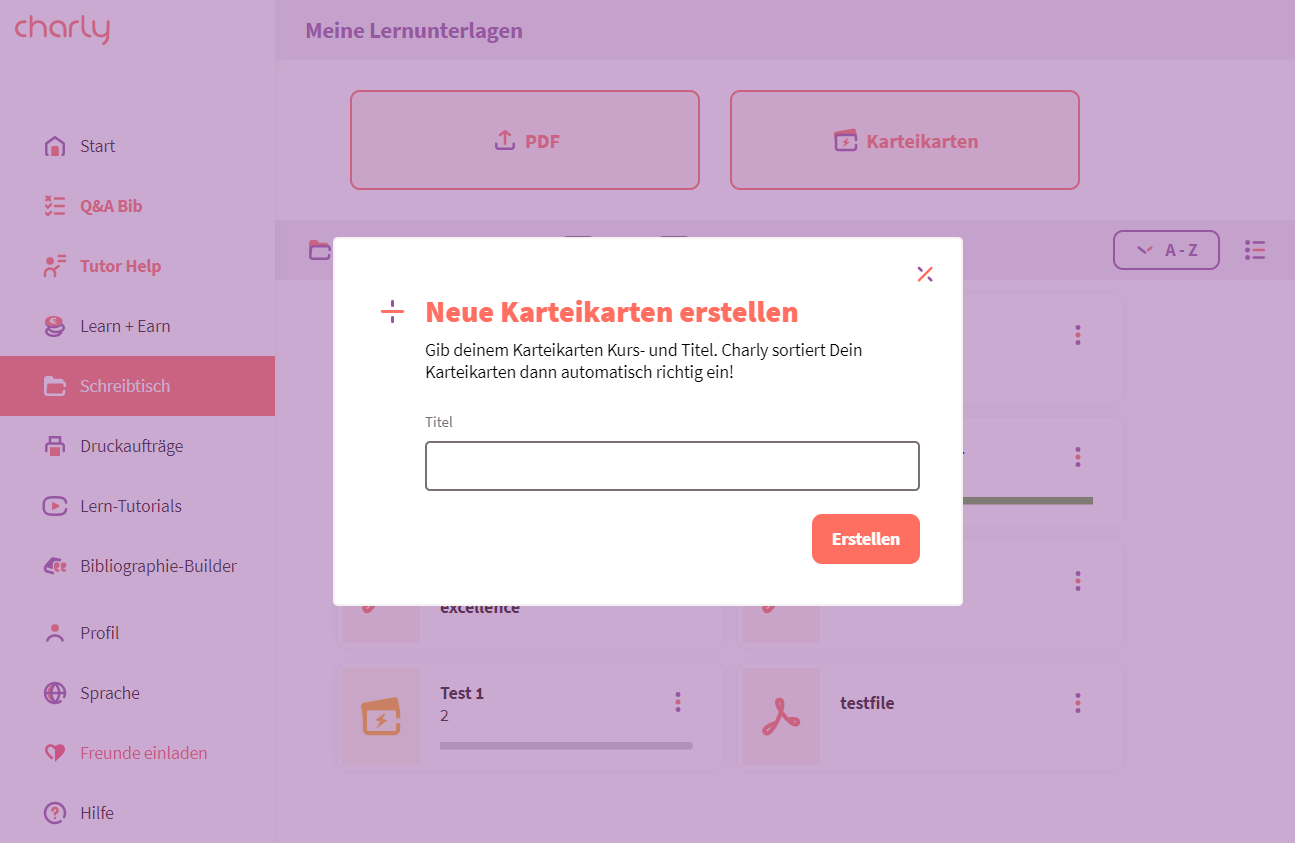 charly
Meine Lernunterlagen
Start
Q&A Bib
Tutor Help
Learn + Earn
Schreibtisch
Druckaufträge
Lern-Tutorials
Bibliographie-Builder
Profil
Sprache
Freunde einladen
Hilfe
PDF
Karteikarten
A - Z
Neue Karteikarten erstellen
Gib deinem Karteikarten Kurs- und Titel. Charly sortiert Dein
Karteikarten dann automatisch richtig ein!
Titel
Erstellen
excellence
Test 1
2
testfile